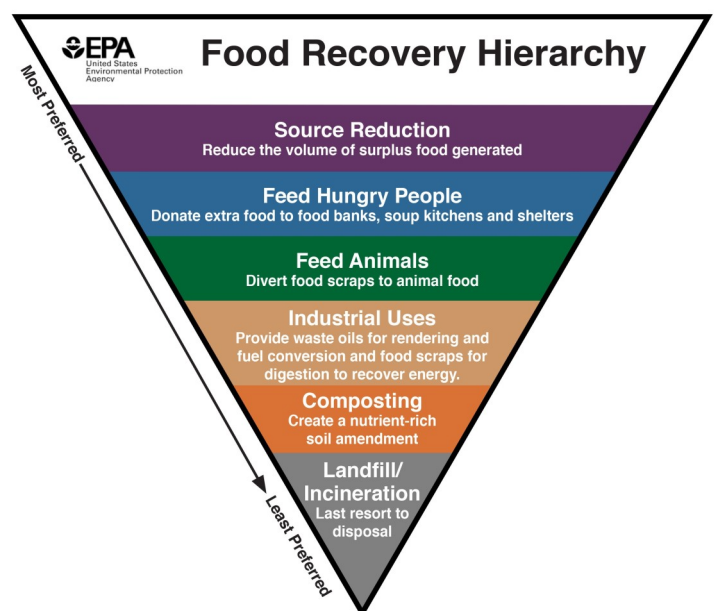 EPA
United States
Environmental Protection
Agency
Food Recovery Hierarchy
Most Preferred
Source Reduction
Reduce the volume of surplus food generated
Feed Hungry People
Donate extra food to food banks, soup kitchens and shelters
Feed Animals
Divert food scraps to animal food
Industrial Uses
Provide waste oils for rendering and
fuel conversion and food scraps for
digestion to recover energy.
Composting
Create a nutrient-rich
soil amendment
Landfill/
Incineration
Last resort to
disposal
Least Preferred